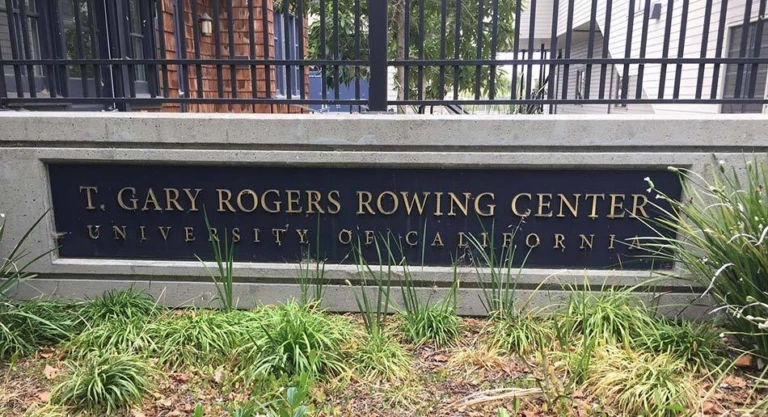 T. GARY ROGERS ROWING CENTER
UNIVERSITY OF CALIFORNIA